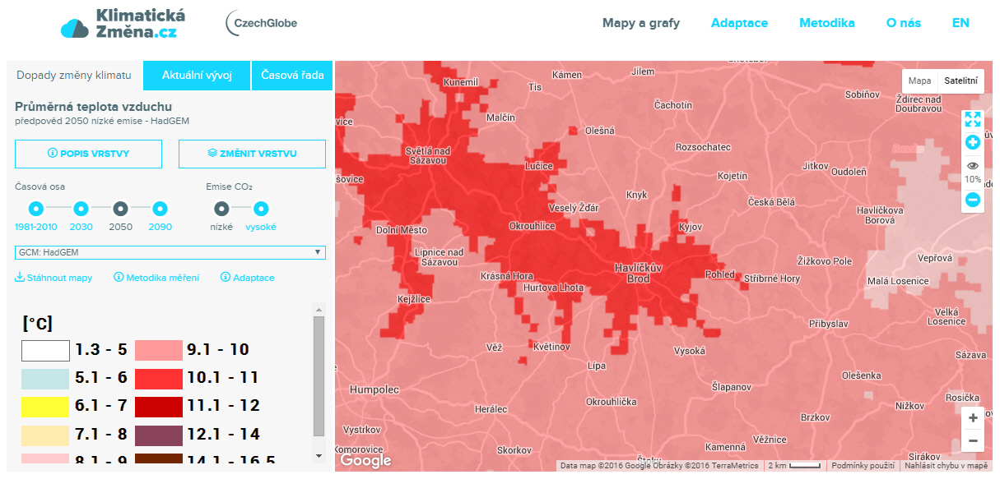 Klimatická
Změna.cz
CzechGlobe
Mapy a grafy
Adaptace
Metodika
O nás
EN
Dopady změny klimatu
Aktuální vývoj
Časová řada
Průměrná teplota vzduchu
předpověd 2050 nízké emise - HadGEM
POPIS VRSTVY
ZMĚNIT VRSTVU
Časová osa
Emise CO₂
1981-2010
2030
2050
2090
nízké
vysoké
GCM: HadGEM
Stáhnout mapy
Metodika měření
Adaptace
[°C]
1.3 - 5
9.1 - 10
5.1 - 6
10.1 - 11
6.1 - 7
11.1 - 12
7.1 - 8
12.1 - 14
8.1 - 9
14.1 - 16.5
Mapa
Satelitní
10%
Kunemil
Tis
Kámen
Jilem
Sobíňov
Ždírec nad
Doubravou
Malčín
Čachotín
Olešná
Světlá nad
Sázavou
Rozsochatec
Lučice
Jitkov
Oudoleň
Kojetín
Knyk
Česká Bělá
Veselý Žďár
Havlíčkova
Borová
Okrouhlice
Kyjov
Dolní Město
Lipnice nad
Sázavou
Vepřová
Žižkovo Pole
Havlíčkův
Brod
Krásná Hora
Pohled
Stříbrné Hory
Malá Losenice
Hurtova Lhota
Kejžlice
Velká
Losenice
Přibyslav
Věž
Květinov
Vysoká
Sázava
Lípa
Olešenka
Humpolec
Šlapanov
Rosička
Okrouhlička
Nížkov
Herálec
Brzkov
Vystrkov
Věžnice
Skorkov
Kamenná
Komorovice
Štoky
Sirákov
Google
Data map ©2016 Google Obrázky ©2016 TerraMetrics
2 km
Podmínky použití
Nahlásit chybu v mapě